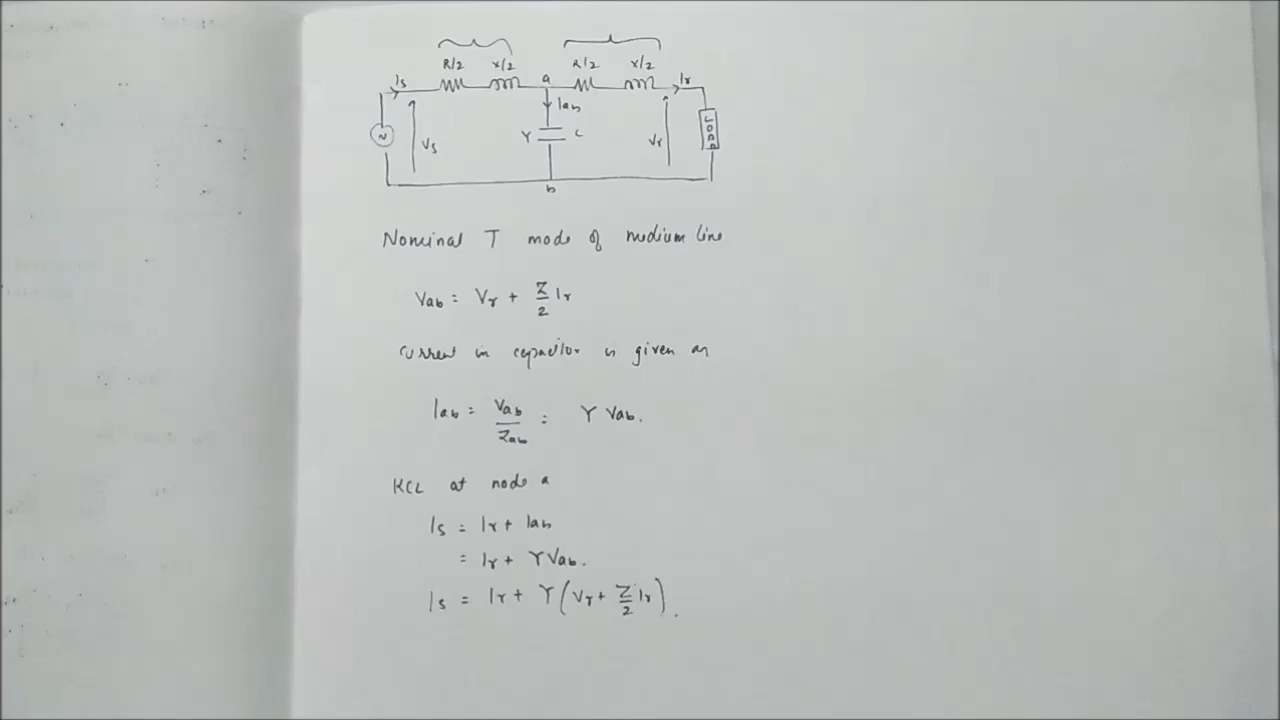 R/2 X/2 R/2 X/2
Is a Ir
Iab
Vs Y C Vr LOAD
b
Nominal T mode of medium line
Vab = Vr + Z/2 Ir
Current in capacitor is given as
Iab = Vab/Zab = Y Vab.
KCL at node a
Is = Ir + Iab
= Ir + Y Vab.
Is = Ir + Y (Vr + Z/2 Ir).